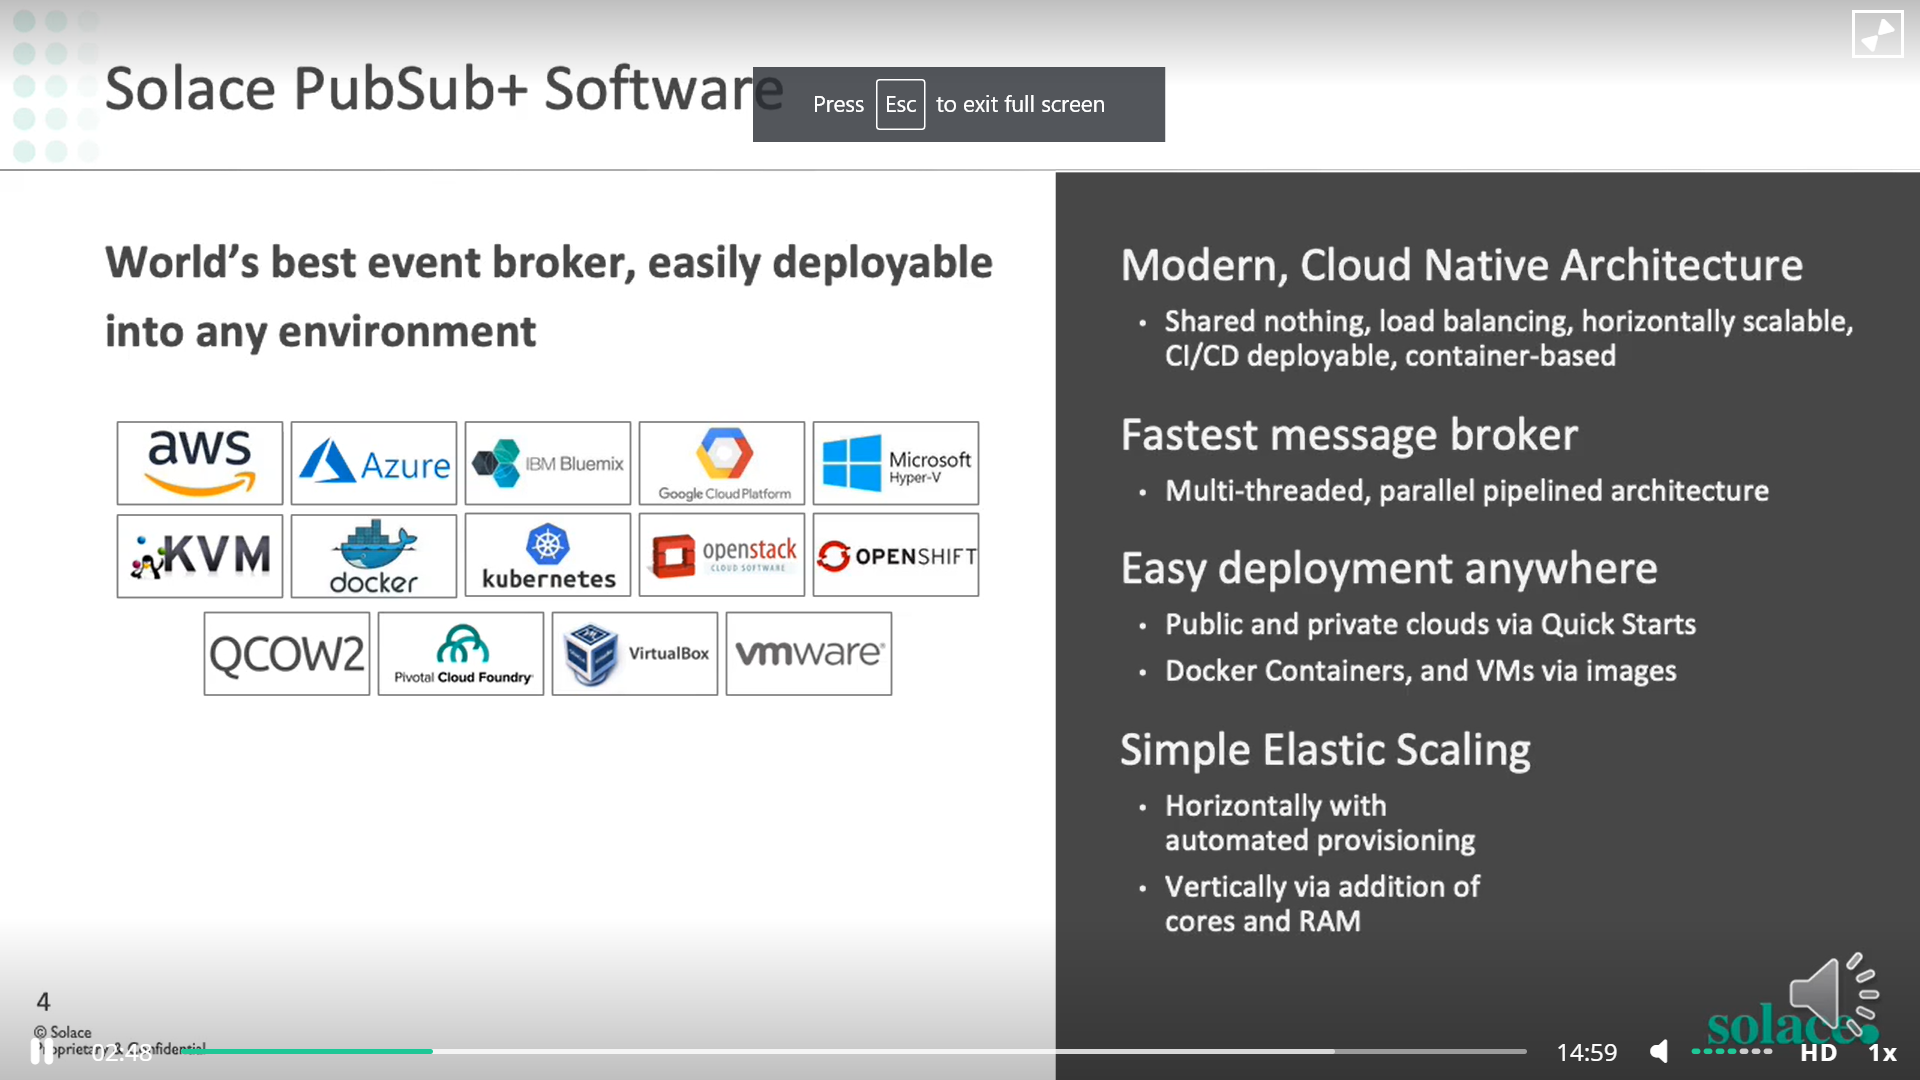 Solace PubSub+ Software
Press Esc to exit full screen
World's best event broker, easily deployable
into any environment
aws
Azure
IBM Bluemix
Google Cloud Platform
Microsoft
Hyper-V
KVM
docker
kubernetes
openstack
CLOUD SOFTWARE
OPENSHIFT
QCOW2
Pivotal Cloud Foundry
VirtualBox
vmware
Modern, Cloud Native Architecture
• Shared nothing, load balancing, horizontally scalable,
CI/CD deployable, container-based
Fastest message broker
• Multi-threaded, parallel pipelined architecture
Easy deployment anywhere
• Public and private clouds via Quick Starts
• Docker Containers, and VMs via images
Simple Elastic Scaling
• Horizontally with
automated provisioning
• Vertically via addition of
cores and RAM
4
© Solace
Proprietary & Confidential
solace
02:48
14:59
HD
1x